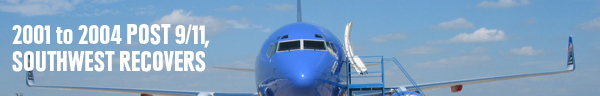 2001 to 2004 POST 9/11,
SOUTHWEST RECOVERS